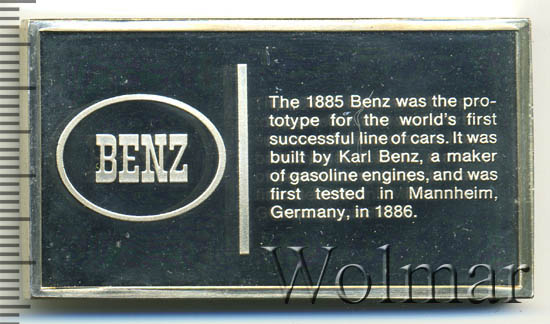 BENZ
The 1885 Benz was the pro-
totype for the world's first
successful line of cars. It was
built by Karl Benz, a maker
of gasoline engines, and was
first tested in Mannheim,
Germany, in 1886.
Wolmar